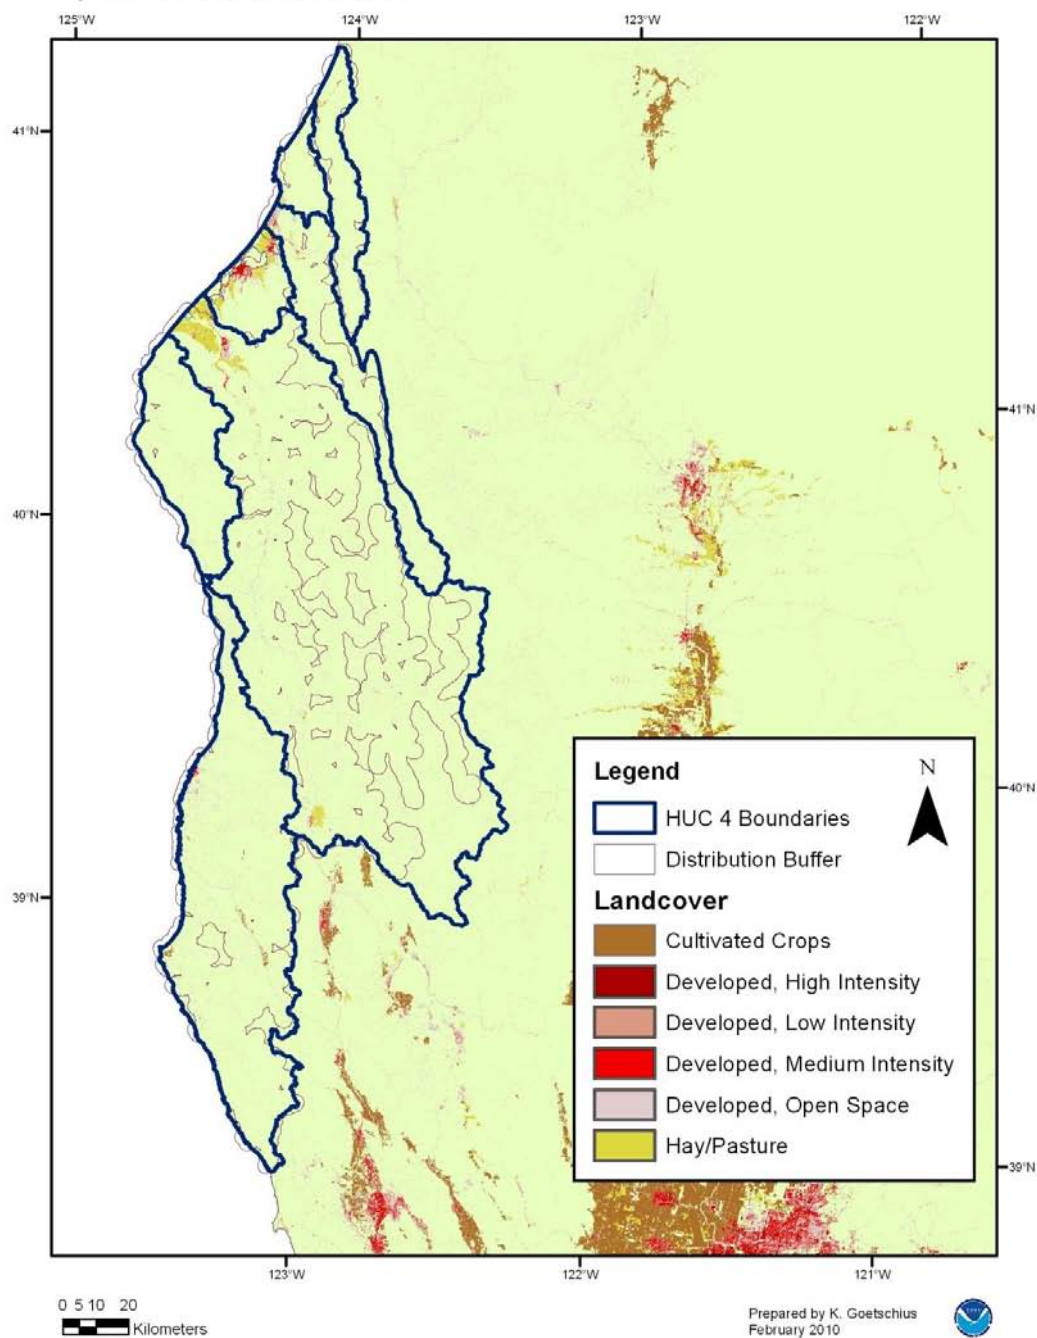 125°W 124°W 123°W 122°W
41°N
41°N
40°N
40°N
39°N
39°N
Legend
N
HUC 4 Boundaries
Distribution Buffer
Landcover
Cultivated Crops
Developed, High Intensity
Developed, Low Intensity
Developed, Medium Intensity
Developed, Open Space
Hay/Pasture
123°W 122°W 121°W
0 5 10 20
Kilometers
Prepared by K. Goetschius
February 2010